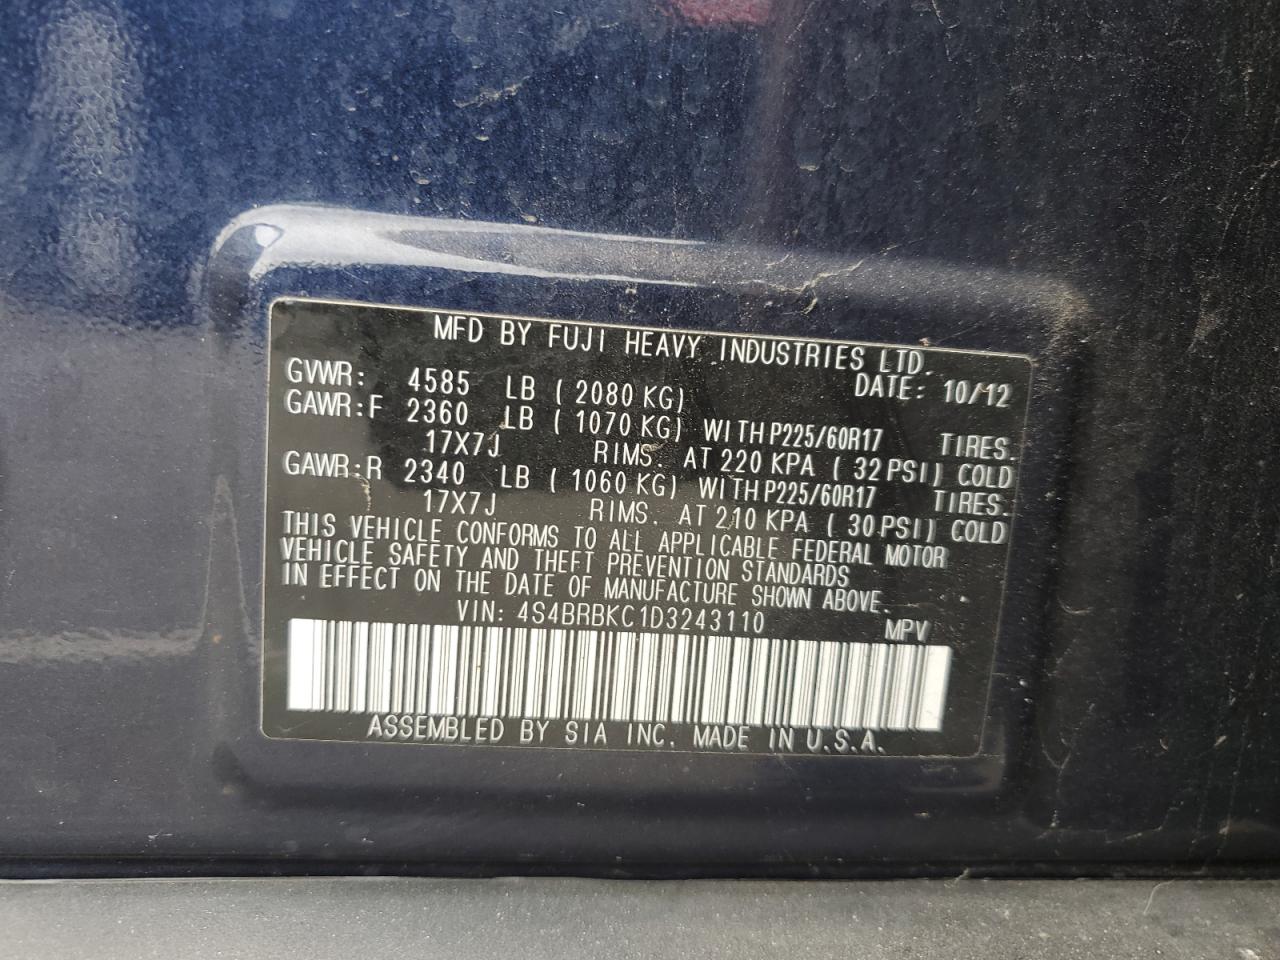 MFD BY FUJI HEAVY INDUSTRIES LTD.
DATE: 10/12
GVWR: 4585 LB ( 2080 KG)
GAWR:F 2360 LB ( 1070 KG) WITH P225/60R17 TIRES.
17X7J RIMS. AT 220 KPA ( 32 PSI) COLD
GAWR:R 2340 LB ( 1060 KG) WITH P225/60R17 TIRES.
17X7J RIMS. AT 210 KPA ( 30 PSI) COLD
THIS VEHICLE CONFORMS TO ALL APPLICABLE FEDERAL MOTOR
VEHICLE SAFETY AND THEFT PREVENTION STANDARDS
IN EFFECT ON THE DATE OF MANUFACTURE SHOWN ABOVE.
VIN: 4S4BRBKC1D3243110 MPV
ASSEMBLED BY SIA INC. MADE IN U.S.A.